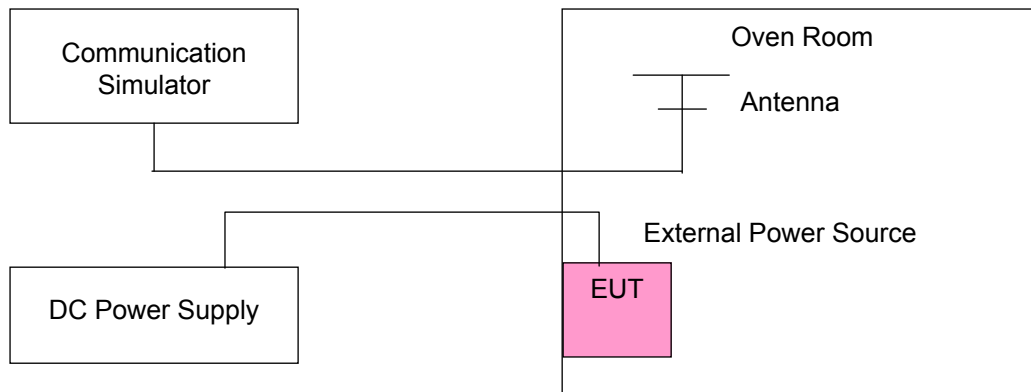 Communication
Simulator
Oven Room
Antenna
External Power Source
DC Power Supply
EUT